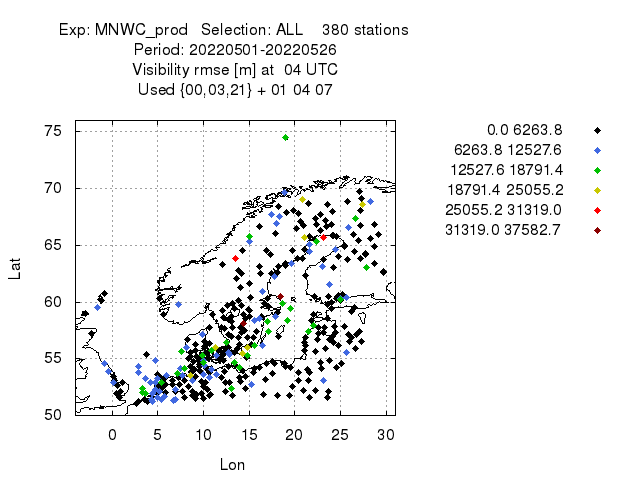 Exp: MNWC_prod   Selection: ALL    380 stations
Period: 20220501-20220526
Visibility rmse [m] at  04 UTC
Used {00,03,21} + 01 04 07
0.0 6263.8
6263.8 12527.6
12527.6 18791.4
18791.4 25055.2
25055.2 31319.0
31319.0 37582.7
75
70
65
60
55
50
Lat
0 5 10 15 20 25 30
Lon